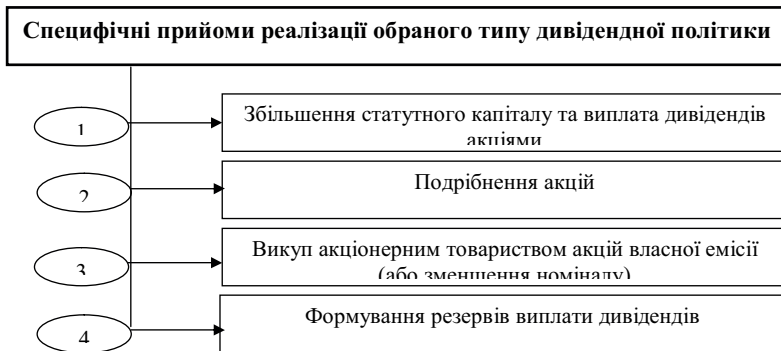 Специфічні прийоми реалізації обраного типу дивідендної політики
1
Збільшення статутного капіталу та виплата дивідендів
акціями
2
Подрібнення акцій
3
Викуп акціонерним товариством акцій власної емісії
(або зменшення номіналу)
4
Формування резервів виплати дивідендів